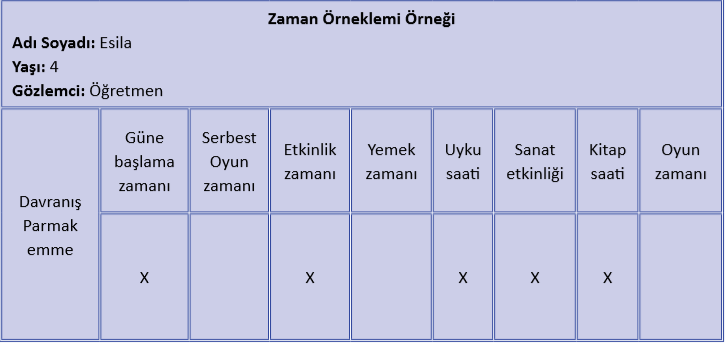 Zaman Örneklemi Örneği
Adı Soyadı: Esila
Yaşı: 4
Gözlemci: Öğretmen
Davranış
Parmak
emme
Güne
başlama
zamanı
Serbest
Oyun
zamanı
Etkinlik
zamanı
Yemek
zamanı
Uyku
saati
Sanat
etkinliği
Kitap
saati
Oyun
zamanı
X
X
X
X
X